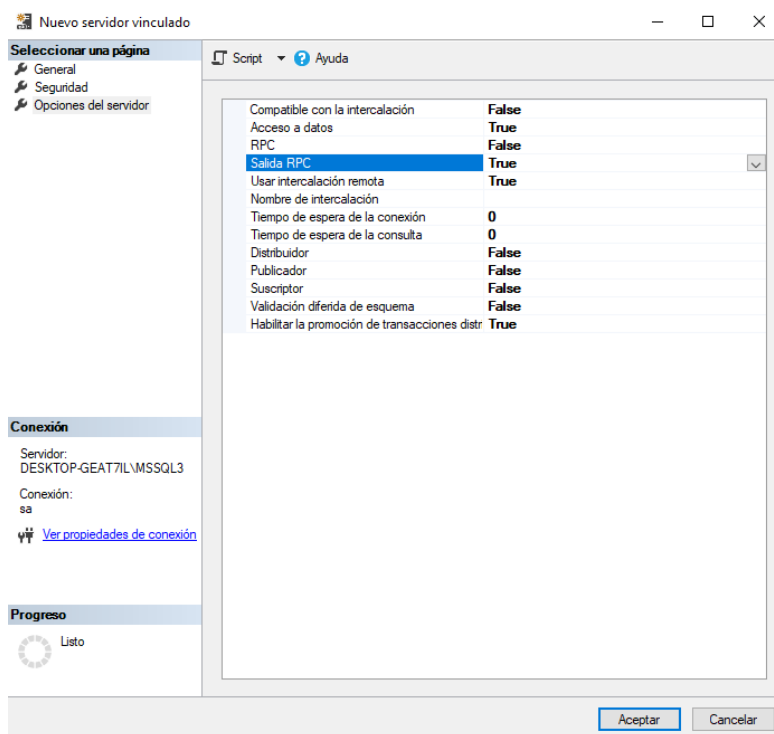 Nuevo servidor vinculado
Seleccionar una página
General
Seguridad
Opciones del servidor
Script
Ayuda
Compatible con la intercalación False
Acceso a datos True
RPC False
Salida RPC True
Usar intercalación remota True
Nombre de intercalación
Tiempo de espera de la conexión 0
Tiempo de espera de la consulta 0
Distribuidor False
Publicador False
Suscriptor False
Validación diferida de esquema False
Habilitar la promoción de transacciones distr True
Conexión
Servidor:
DESKTOP-GEAT7IL\MSSQL3
Conexión:
sa
Ver propiedades de conexión
Progreso
Listo
Aceptar
Cancelar